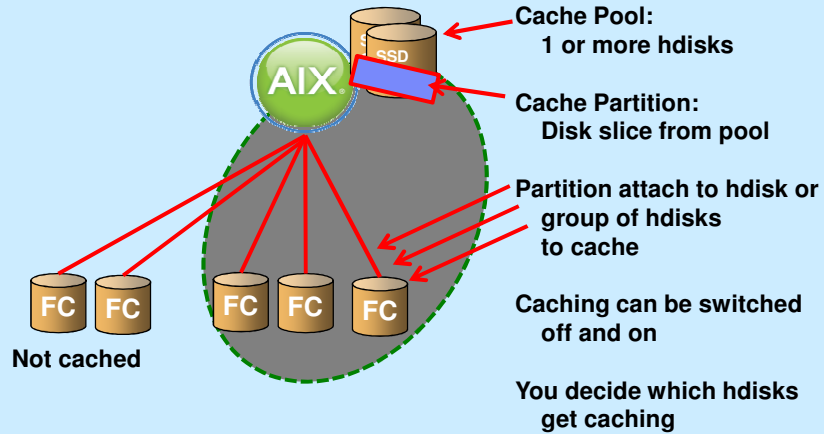 Cache Pool:
1 or more hdisks
S
SSD
AIX
Cache Partition:
Disk slice from pool
Partition attach to hdisk or
group of hdisks
to cache
FC FC FC FC FC
Not cached
Caching can be switched
off and on
You decide which hdisks
get caching